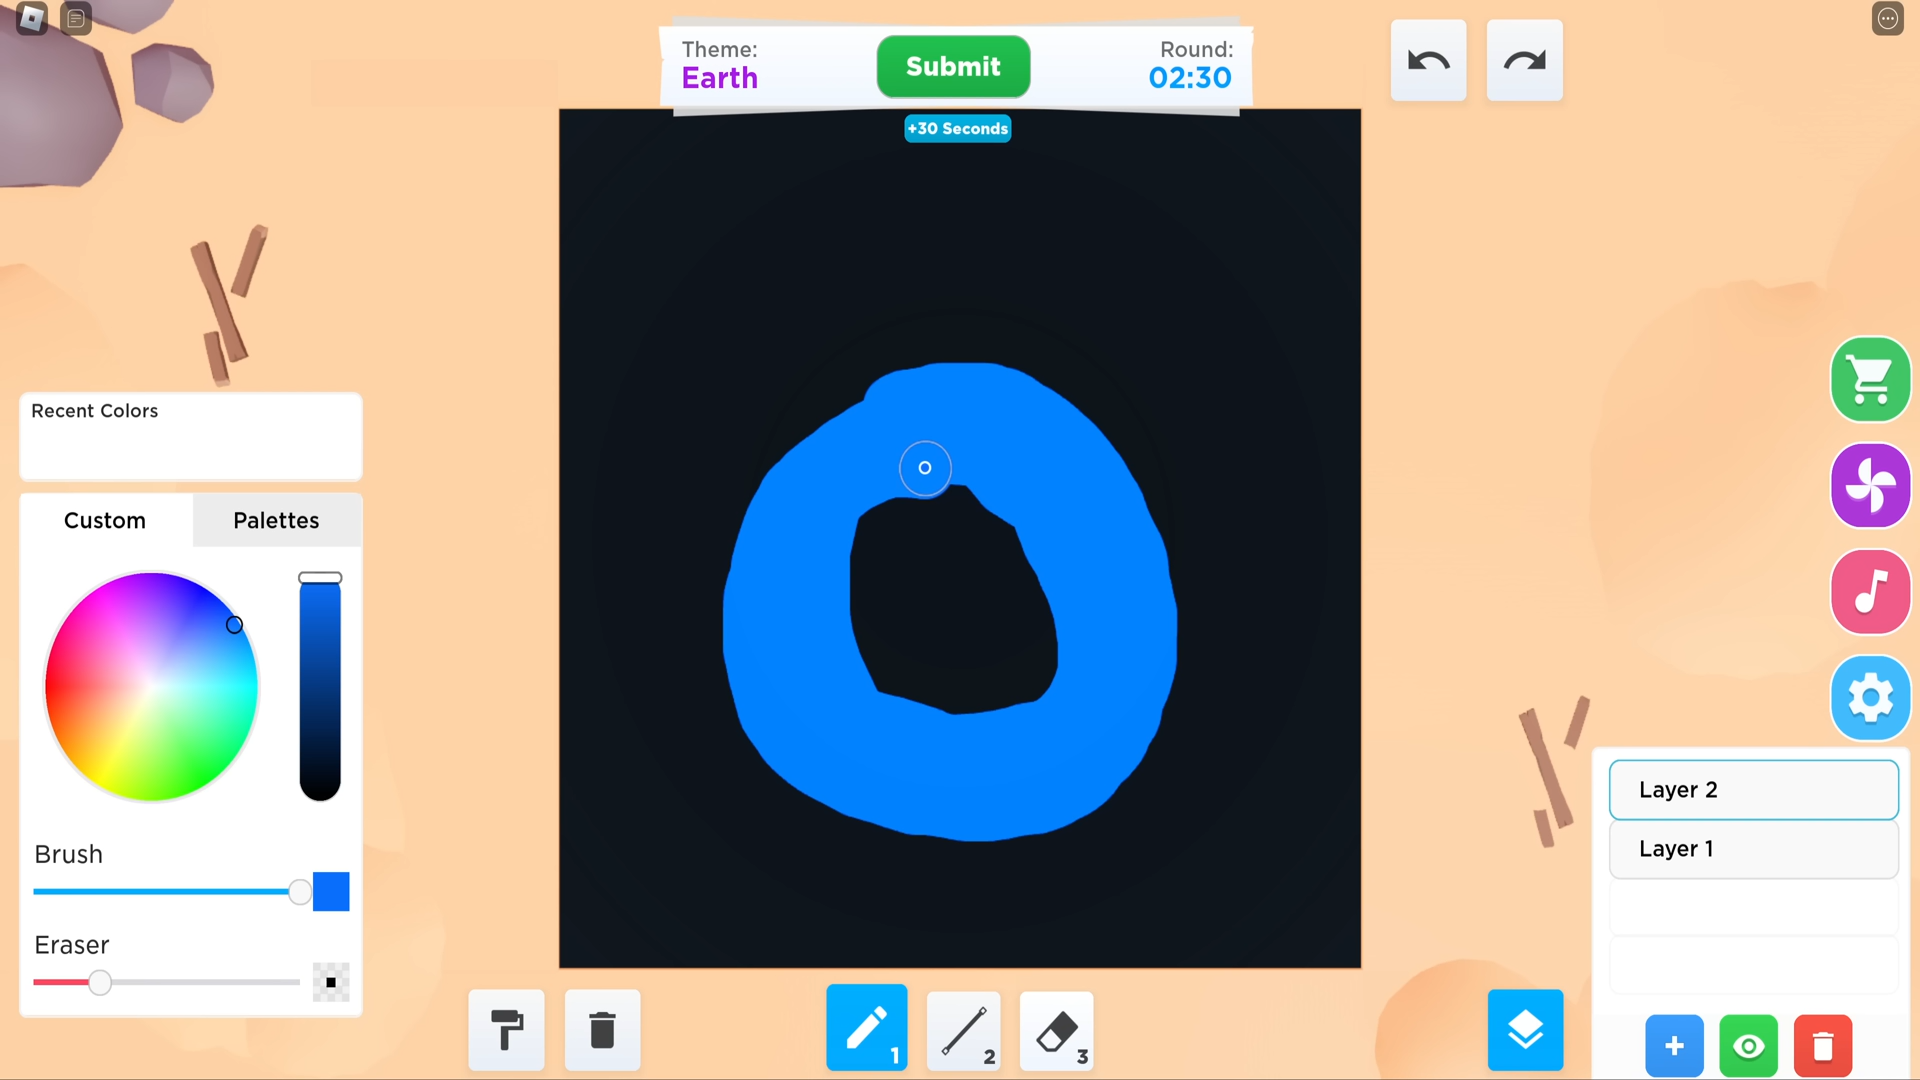 Theme:
Earth
Submit
Round:
02:30
+30 Seconds
Recent Colors
Custom
Palettes
Brush
Eraser
1
2
3
Layer 2
Layer 1